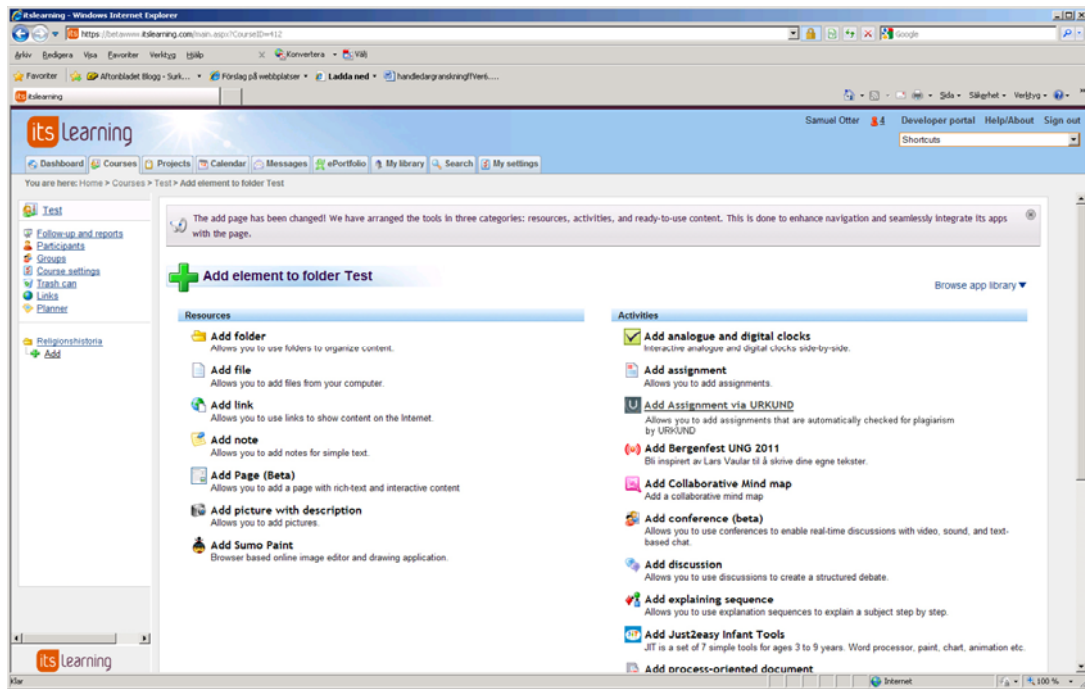 itslearning - Windows Internet Explorer
https://betawww.itslearning.com/main.aspx?CourseID=412
Google
Arkiv Redigera Visa Favoriter Verktyg Hjälp Konvertera Välj
Favoriter Aftonbladet Blogg - Surk... Förslag på webbplatser Ladda ned handledargranskningffVer6....
itslearning
Sida Säkerhet Verktyg
its learning
Samuel Otter 4 Developer portal Help/About Sign out
Shortcuts
Dashboard Courses Projects Calendar Messages ePortfolio My library Search My settings
You are here: Home > Courses > Test > Add element to folder Test
Test
Follow-up and reports
Participants
Groups
Course settings
Trash can
Links
Planner
Religionshistoria
Add
The add page has been changed! We have arranged the tools in three categories: resources, activities, and ready-to-use content. This is done to enhance navigation and seamlessly integrate its apps
with the page.
Add element to folder Test
Browse app library
Resources
Add folder
Allows you to use folders to organize content.
Add file
Allows you to add files from your computer.
Add link
Allows you to use links to show content on the Internet.
Add note
Allows you to add notes for simple text.
Add Page (Beta)
Allows you to add a page with rich-text and interactive content
Add picture with description
Allows you to add pictures.
Add Sumo Paint
Browser based online image editor and drawing application.
Activities
Add analogue and digital clocks
Interactive analogue and digital clocks side-by-side.
Add assignment
Allows you to add assignments.
U Add Assignment via URKUND
Allows you to add assignments that are automatically checked for plagiarism
by URKUND
Add Bergenfest UNG 2011
Bli inspirert av Lars Vaular til å skrive dine egne tekster.
Add Collaborative Mind map
Add a collaborative mind map
Add conference (beta)
Allows you to use conferences to enable real-time discussions with video, sound, and text-
based chat.
Add discussion
Allows you to use discussions to create a structured debate.
Add explaining sequence
Allows you to use explanation sequences to explain a subject step by step.
JIT Add Just2easy Infant Tools
JIT is a set of 7 simple tools for ages 3 to 9 years. Word processor, paint, chart, animation etc.
Add process-oriented document
its learning
Klar
Internet
100 %